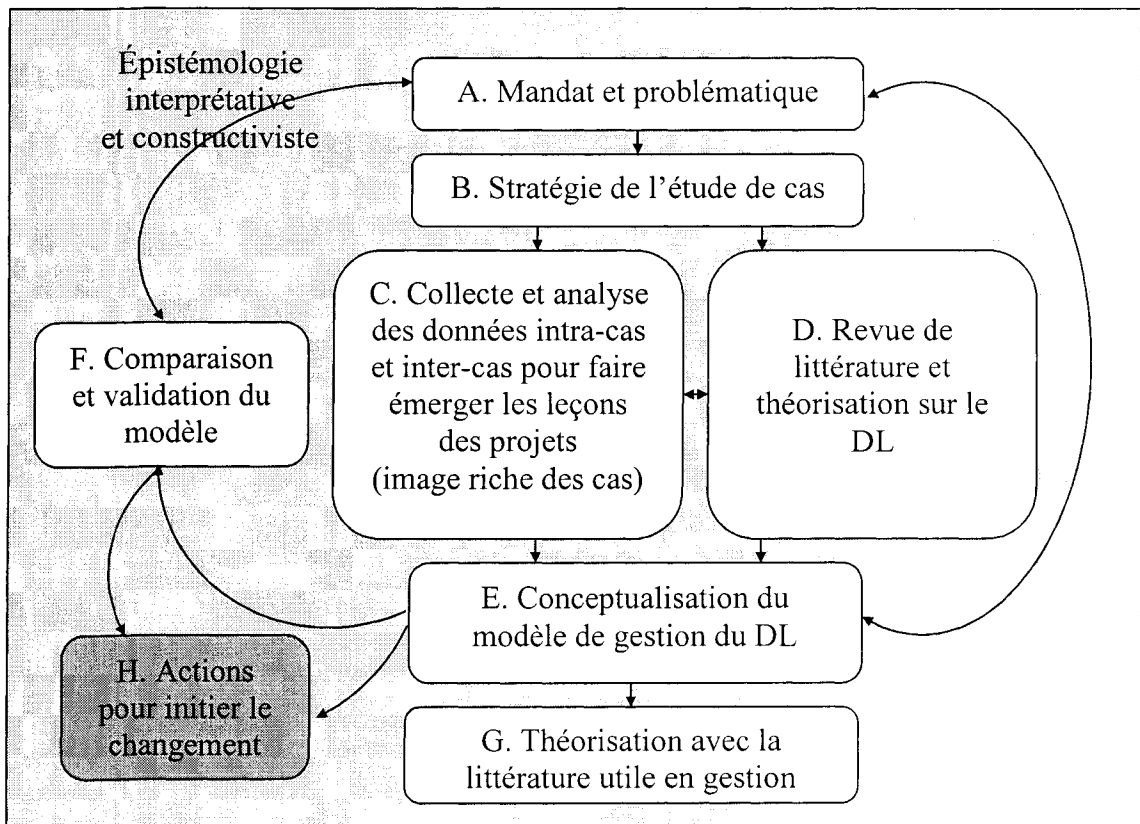 Épistémologie
interprétative
et constructiviste
A. Mandat et problématique
B. Stratégie de l'étude de cas
C. Collecte et analyse
des données intra-cas
et inter-cas pour faire
émerger les leçons
des projets
(image riche des cas)
D. Revue de
littérature et
théorisation sur le
DL
F. Comparaison
et validation du
modèle
E. Conceptualisation du
modèle de gestion du DL
H. Actions
pour initier le
changement
G. Théorisation avec la
littérature utile en gestion